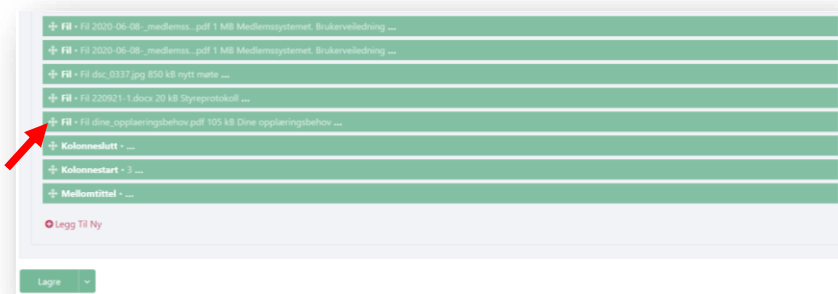 Fil - Fil 2020-06-08-_medlemss...pdf 1 MB Medlemssystemet. Brukerveiledning ...
Fil - Fil 2020-06-08-_medlemss...pdf 1 MB Medlemssystemet. Brukerveiledning ...
Fil - Fil dsc_0337.jpg 850 kB nytt møte ...
Fil - Fil 220921-1.docx 20 kB Styreprotokoll ...
Fil - Fil dine_opplaeringsbehov.pdf 105 kB Dine opplæringsbehov ...
Kolonneslutt - ...
Kolonnestart - 3 ...
Mellomtittel - ...
Legg Til Ny
Lagre